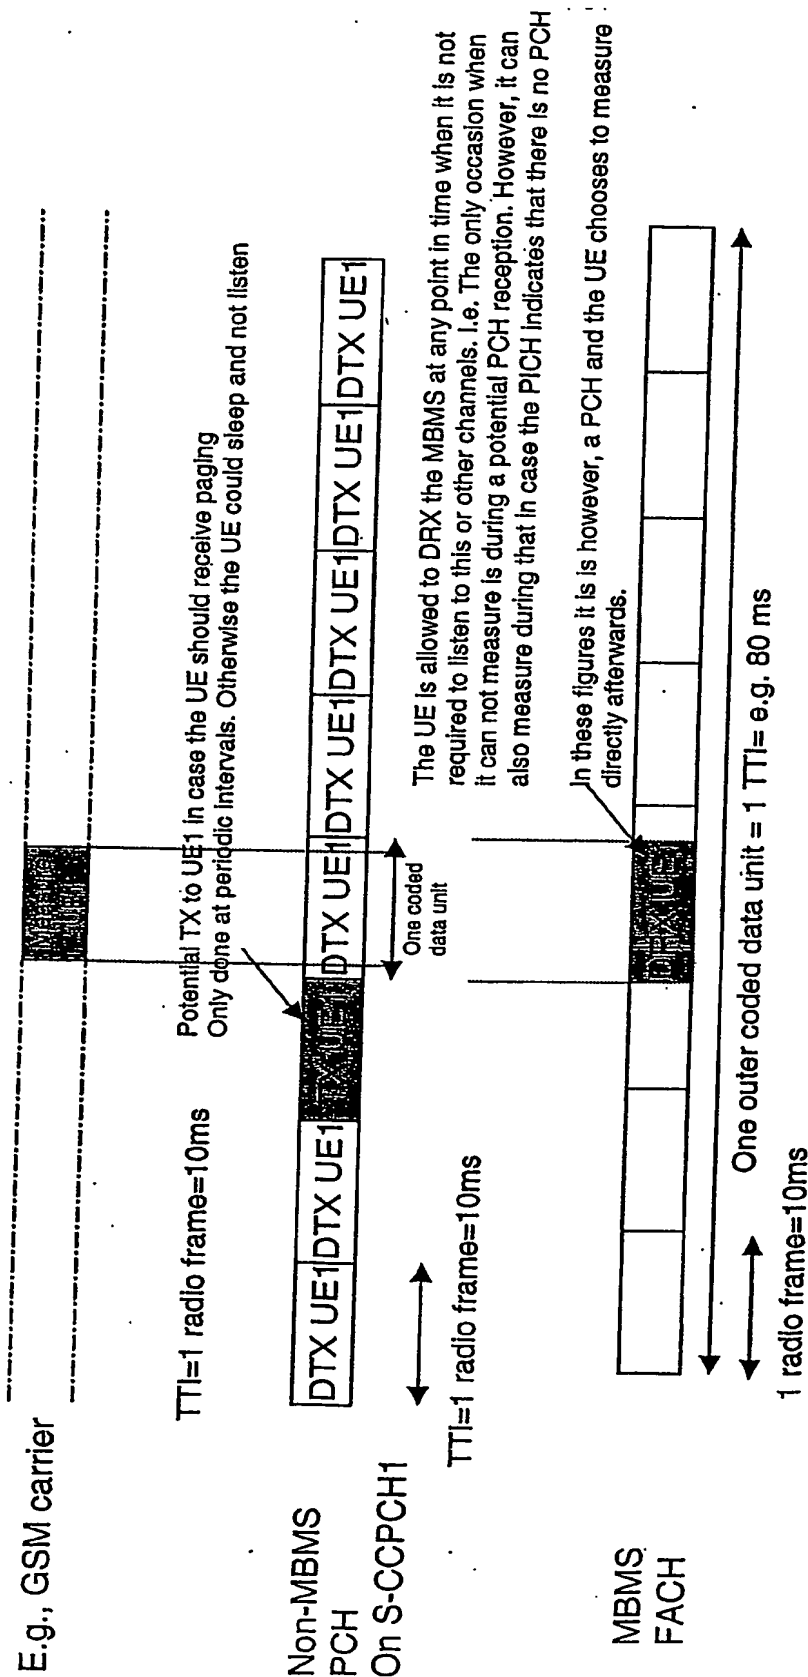 E.g., GSM carrier
Measure
TTI=1 radio frame=10ms
Potential TX to UE1 in case the UE should receive paging
Only done at periodic intervals. Otherwise the UE could sleep and not listen
Non-MBMS
PCH
On S-CCPCH1
DTX UE1 DTX UE1 TX UE1 DTX UE1 DTX UE1 DTX UE1 DTX UE1 DTX UE1
One coded
data unit
TTI=1 radio frame=10ms
The UE is allowed to DRX the MBMS at any point in time when it is not
required to listen to this or other channels. I.e. The only occasion when
it can not measure is during a potential PCH reception. However, it can
also measure during that in case the PICH indicates that there is no PCH
In these figures it is is however, a PCH and the UE chooses to measure
directly afterwards.
MBMS
FACH
DRX UE1
One outer coded data unit = 1 TTI= e.g. 80 ms
1 radio frame=10ms